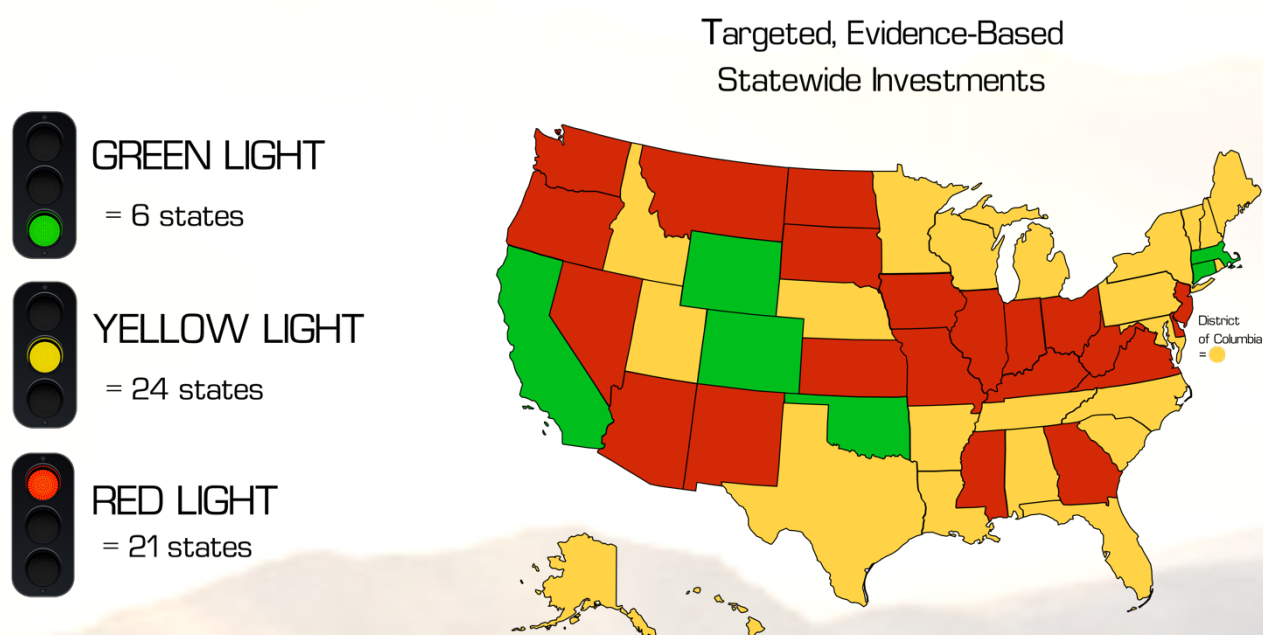 Targeted, Evidence-Based
Statewide Investments
GREEN LIGHT
= 6 states
YELLOW LIGHT
= 24 states
RED LIGHT
= 21 states
District
of Columbia
=